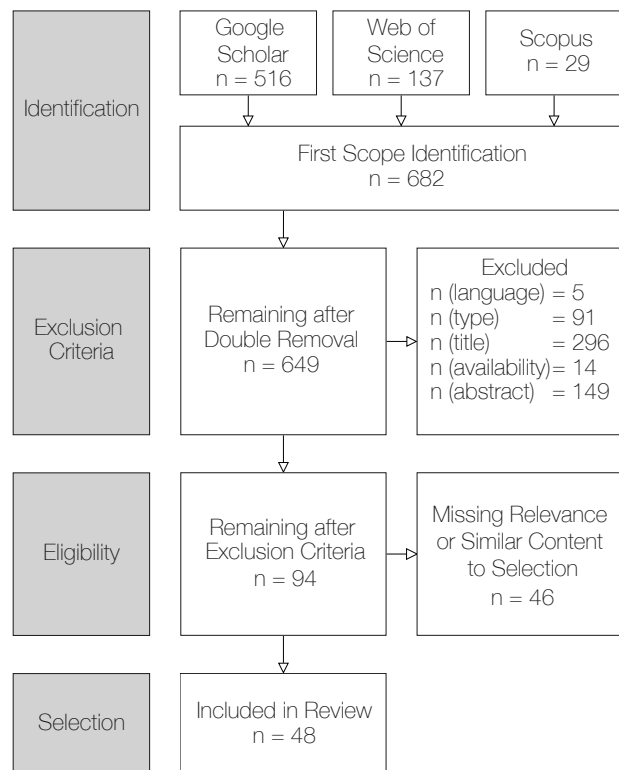 Identification
Google
Scholar
n = 516
Web of
Science
n = 137
Scopus
n = 29
First Scope Identification
n = 682
Exclusion
Criteria
Remaining after
Double Removal
n = 649
Excluded
n (language) = 5
n (type) = 91
n (title) = 296
n (availability) = 14
n (abstract) = 149
Eligibility
Remaining after
Exclusion Criteria
n = 94
Missing Relevance
or Similar Content
to Selection
n = 46
Selection
Included in Review
n = 48